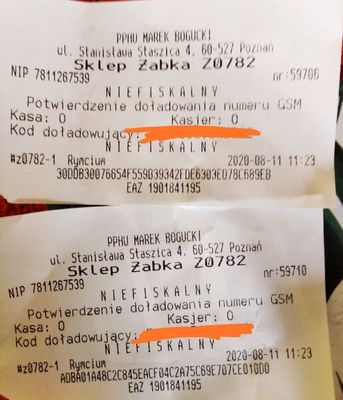 PPHU MAREK BOGUCKI
ul. Stanisława Staszica 4, 60-527 Poznań
Sklep Żabka Z0782
NIP 7811267539 nr:59706
NIEFISKALNY
Potwierdzenie doładowania numeru GSM
Kasa: 0 Kasjer: 0
Kod doładowujący:
NIEFISKALNY
#z0782-1 Rymcium 2020-08-11 11:23
30DDB30076654F559D39342FDE6303ED78C689EB
EAZ 1901841195
PPHU MAREK BOGUCKI
ul. Stanisława Staszica 4, 60-527 Poznań
Sklep Żabka Z0782
NIP 7811267539 nr:59710
NIEFISKALNY
Potwierdzenie doładowania numeru GSM
Kasa: 0 Kasjer: 0
Kod doładowujący:
NIEFISKALNY
#z0782-1 Rymcium 2020-08-11 11:23
EAZ 1901841195